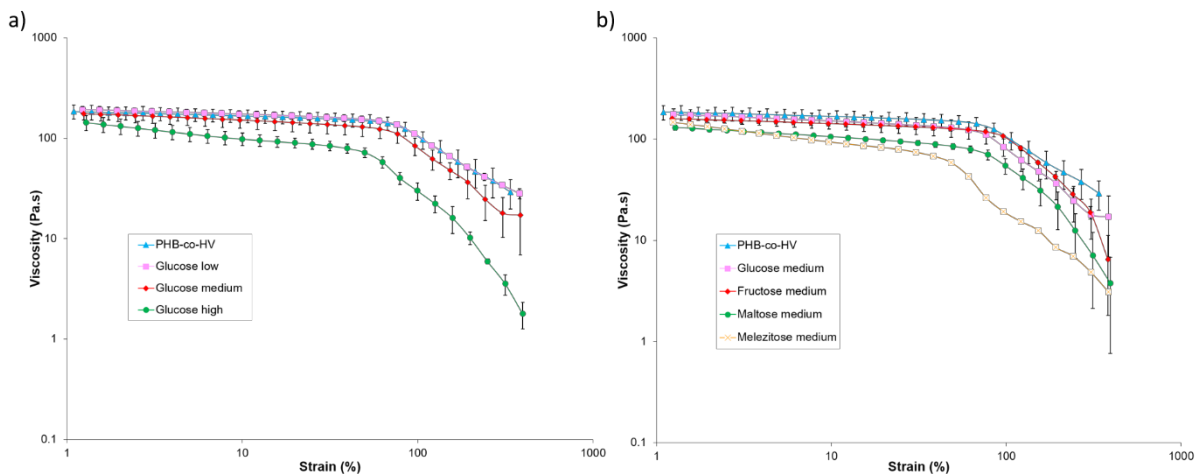 a)
1000
100
10
1
0.1
Viscosity (Pa.s)
PHB-co-HV
Glucose low
Glucose medium
Glucose high
1
10
100
1000
Strain (%)
b)
1000
100
10
1
0.1
Viscosity (Pa.s)
PHB-co-HV
Glucose medium
Fructose medium
Maltose medium
Melezitose medium
1
10
100
1000
Strain (%)